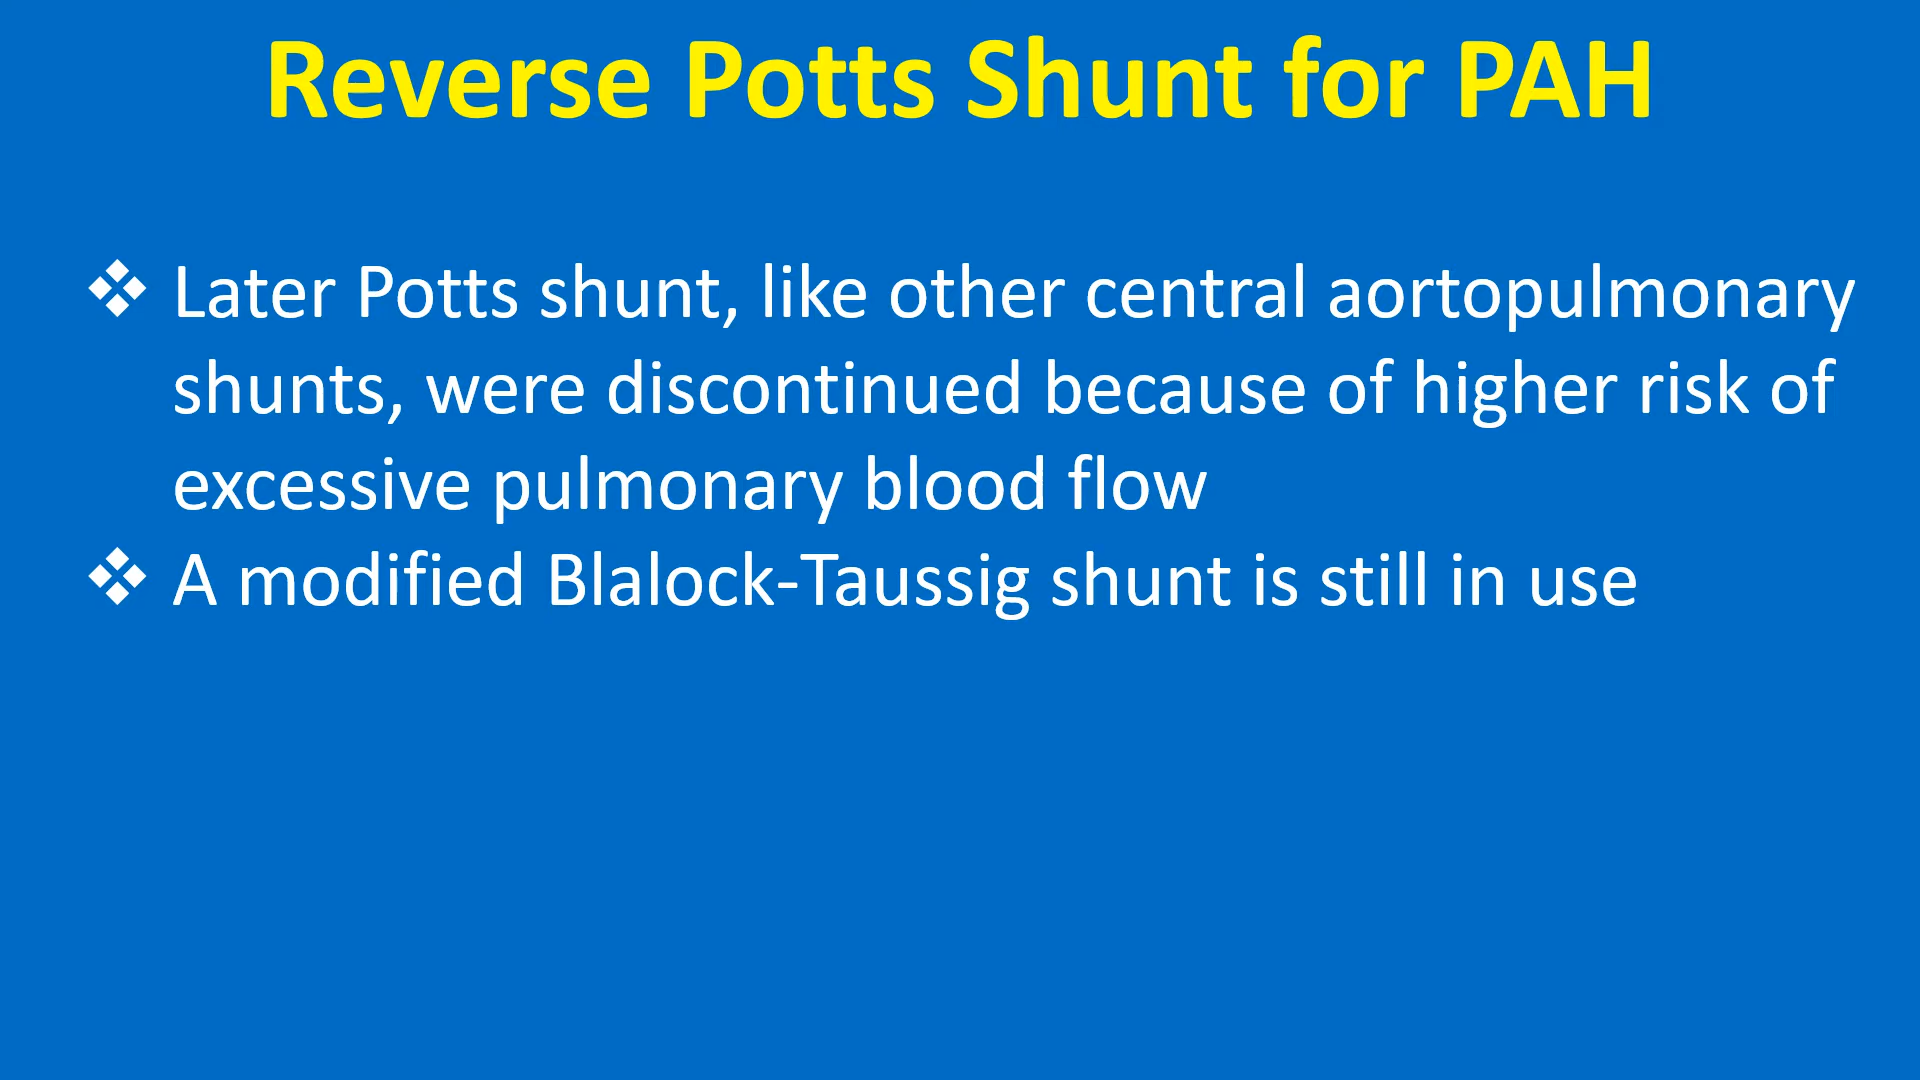 Reverse Potts Shunt for PAH
❖ Later Potts shunt, like other central aortopulmonary
shunts, were discontinued because of higher risk of
excessive pulmonary blood flow
❖ A modified Blalock-Taussig shunt is still in use